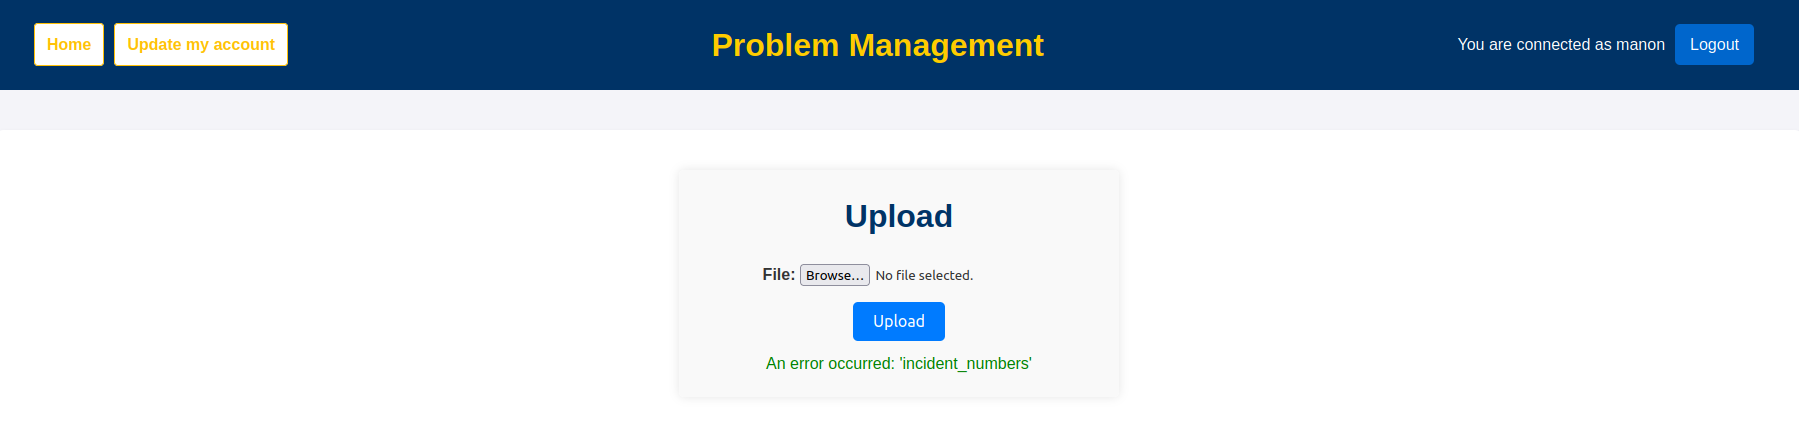 Home Update my account Problem Management You are connected as manon Logout
Upload
File: Browse... No file selected.
Upload
An error occurred: 'incident_numbers'